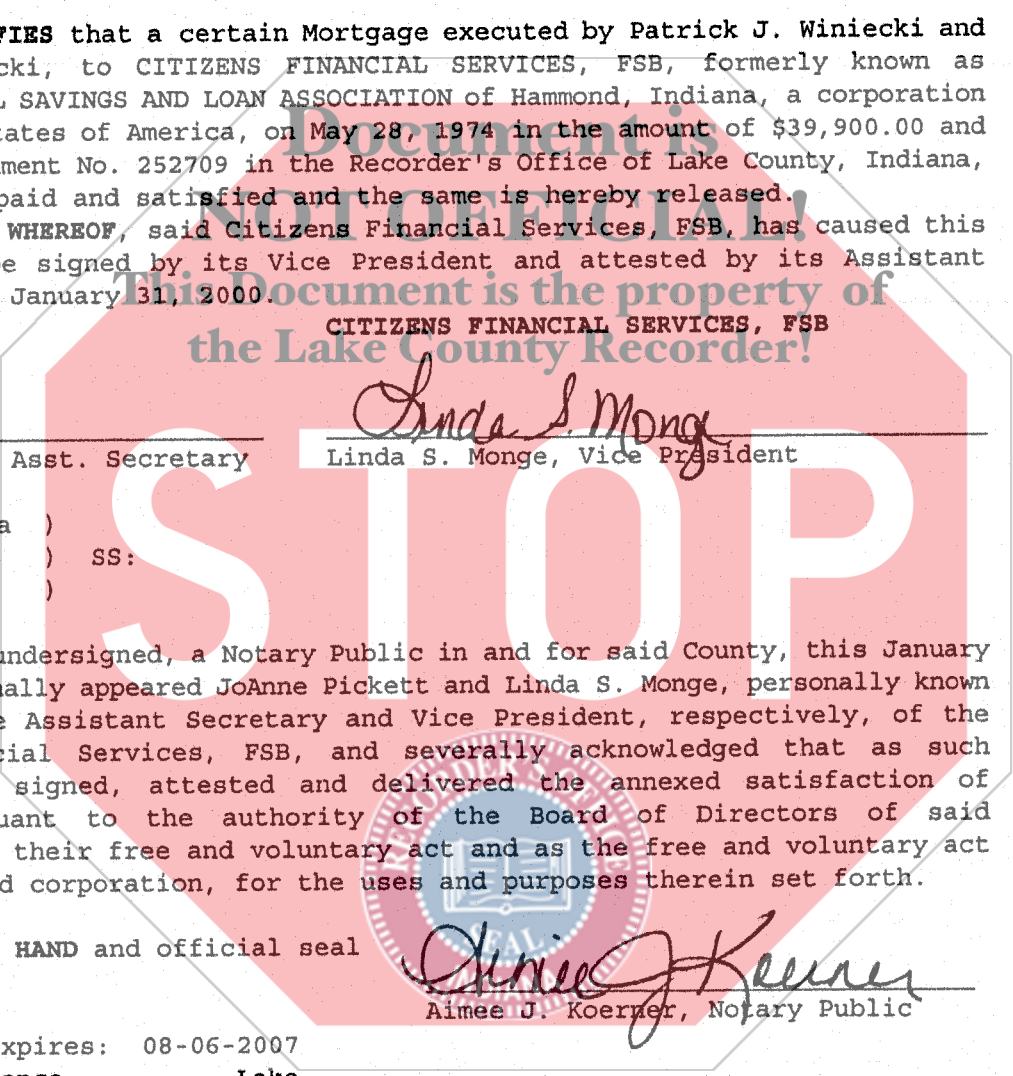 FIES that a certain Mortgage executed by Patrick J. Winiecki and
cki, to CITIZENS FINANCIAL SERVICES, FSB, formerly known as
L SAVINGS AND LOAN ASSOCIATION of Hammond, Indiana, a corporation
tates of America, on May 28, 1974 in the amount of $39,900.00 and
ment No. 252709 in the Recorder's Office of Lake County, Indiana,
paid and satisfied and the same is hereby released.
WHEREOF, said Citizens Financial Services, FSB, has caused this
be signed by its Vice President and attested by its Assistant
January 31, 2000.
Document is
NOT OFFICIAL!
This Document is the property of
the Lake County Recorder!
CITIZENS FINANCIAL SERVICES, FSB
Linda S. Monge
Asst. Secretary Linda S. Monge, Vice President
STOP
a )
) SS:
)
undersigned, a Notary Public in and for said County, this January
nally appeared JoAnne Pickett and Linda S. Monge, personally known
e Assistant Secretary and Vice President, respectively, of the
cial Services, FSB, and severally acknowledged that as such
signed, attested and delivered the annexed satisfaction of
uant to the authority of the Board of Directors of said
their free and voluntary act and as the free and voluntary act
d corporation, for the uses and purposes therein set forth.
RECORDER'S OFFICE
SEAL
INDIANA
HAND and official seal
Aimee J Koerner
Aimee J. Koerner, Notary Public
xpires: 08-06-2007
Lake